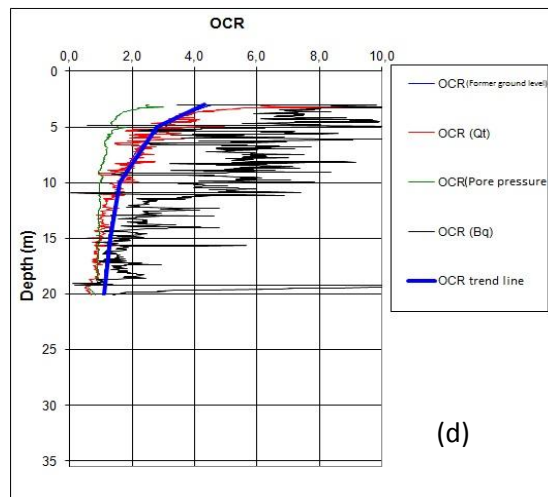 OCR
0,0 2,0 4,0 6,0 8,0 10,0
0
5
10
15
20
25
30
35
Depth (m)
OCR (Former ground level)
OCR (Qt)
OCR(Pore pressure
OCR (Bq)
OCR trend line
(d)